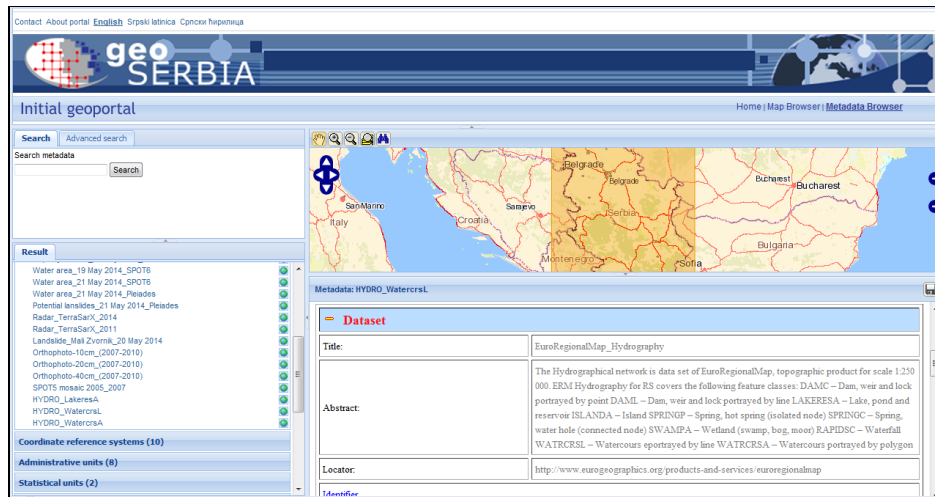 Contact About portal English Srpski latinica Српски ћирилица
geo
SERBIA
Initial geoportal
Home | Map Browser | Metadata Browser
Search Advanced search
Search metadata
Search
Result
Water area_19 May 2014_SPOT6
Water area_21 May 2014_SPOT6
Water area_21 May 2014_Pleiades
Potential lanslides_21 May 2014_Pleiades
Radar_TerraSarX_2014
Radar_TerraSarX_2011
Landslide_Mali Zvornik_20 May 2014
Orthophoto-10cm_(2007-2010)
Orthophoto-20cm_(2007-2010)
Orthophoto-40cm_(2007-2010)
SPOT5 mosaic 2005_2007
HYDRO_LakeresA
HYDRO_WatercrsL
HYDRO_WatercrsA
Coordinate reference systems (10)
Administrative units (8)
Statistical units (2)
Belgrade
Belgrade
Bucharest
Bucharest
San Marino
Sarajevo
Italy
Croatia
Serbia
Bulgaria
Montenegro
Sofia
Metadata: HYDRO_WatercrsL
Dataset
Title:
EuroRegionalMap_Hydrography
Abstract:
The Hydrographical network is data set of EuroRegionalMap, topographic product for scale 1:250
000. ERM Hydrography for RS covers the following feature classes: DAMC – Dam, weir and lock
portrayed by point DAML – Dam, weir and lock portrayed by line LAKERESA – Lake, pond and
reservoir ISLANDA – Island SPRINGP – Spring, hot spring (isolated node) SPRINGC – Spring,
water hole (connected node) SWAMPA – Wetland (swamp, bog, moor) RAPIDSC – Waterfall
WATRCRSL – Watercours eportrayed by line WATRCRSA – Watercours portrayed by polygon
Locator:
http://www.eurogeographics.org/products-and-services/euroregionalmap
Identifier